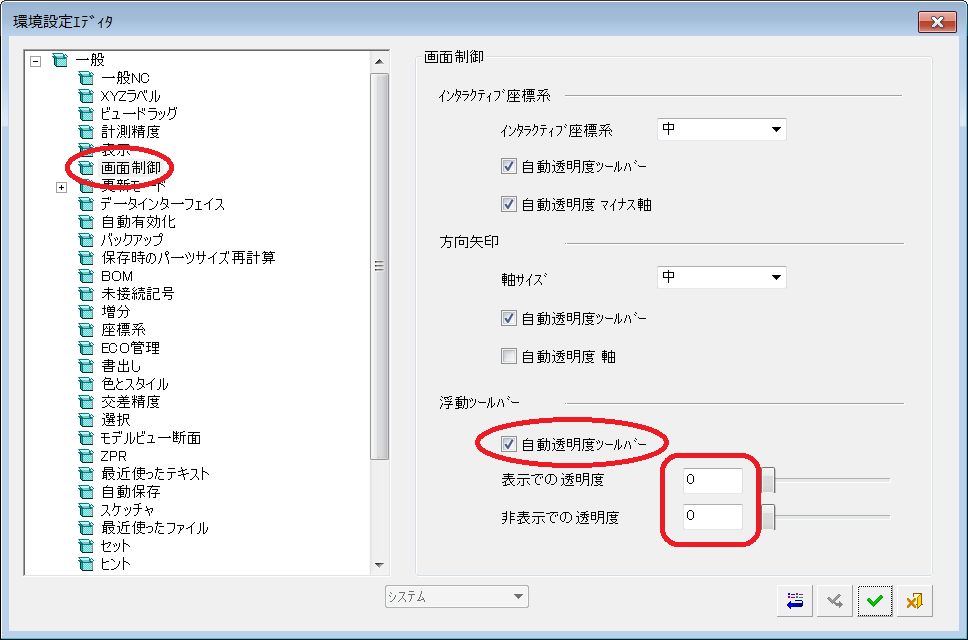 環境設定ｴﾃﾞｨﾀ
一般
一般NC
XYZラベル
ビュードラッグ
計測精度
表示
画面制御
更新モード
データインターフェイス
自動有効化
バックアップ
保存時のパーツサイズ再計算
BOM
未接続記号
増分
座標系
ECO管理
書出し
色とスタイル
交差精度
選択
モデルビュー断面
ZPR
最近使ったテキスト
自動保存
スケッチャ
最近使ったファイル
セット
ヒント
画面制御
ｲﾝﾀﾗｸﾃｨﾌﾞ座標系
ｲﾝﾀﾗｸﾃｨﾌﾞ座標系 中
自動透明度ﾂｰﾙﾊﾞｰ
自動透明度 ﾏｲﾅｽ軸
方向矢印
軸ｻｲｽﾞ 中
自動透明度ﾂｰﾙﾊﾞｰ
自動透明度 軸
浮動ﾂｰﾙﾊﾞｰ
自動透明度ﾂｰﾙﾊﾞｰ
表示での透明度 0
非表示での透明度 0
システム